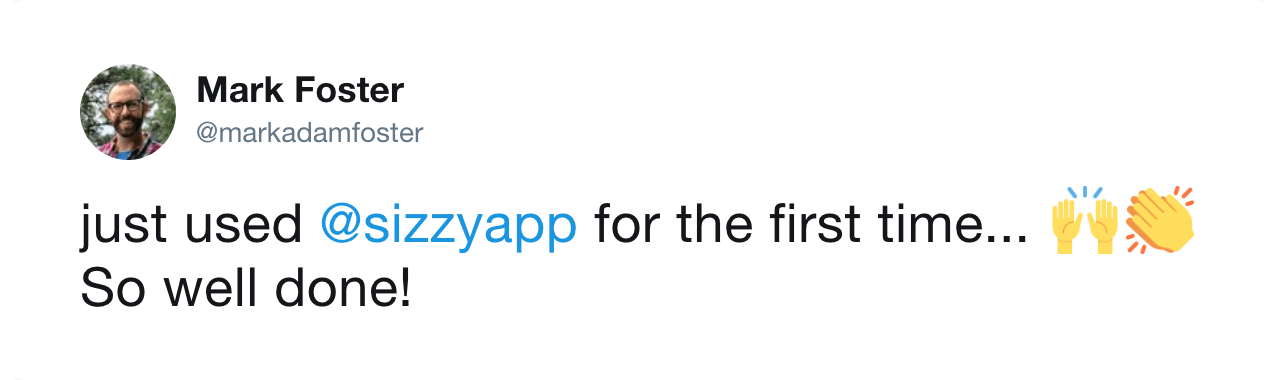 Mark Foster
@markadamfoster
just used @sizzyapp for the first time... 🙌👏
So well done!